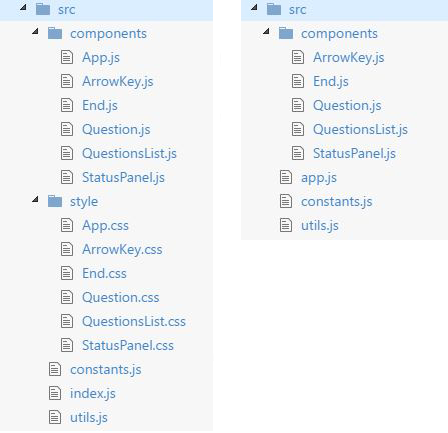 src
components
App.js
ArrowKey.js
End.js
Question.js
QuestionsList.js
StatusPanel.js
style
App.css
ArrowKey.css
End.css
Question.css
QuestionsList.css
StatusPanel.css
constants.js
index.js
utils.js
src
components
ArrowKey.js
End.js
Question.js
QuestionsList.js
StatusPanel.js
app.js
constants.js
utils.js